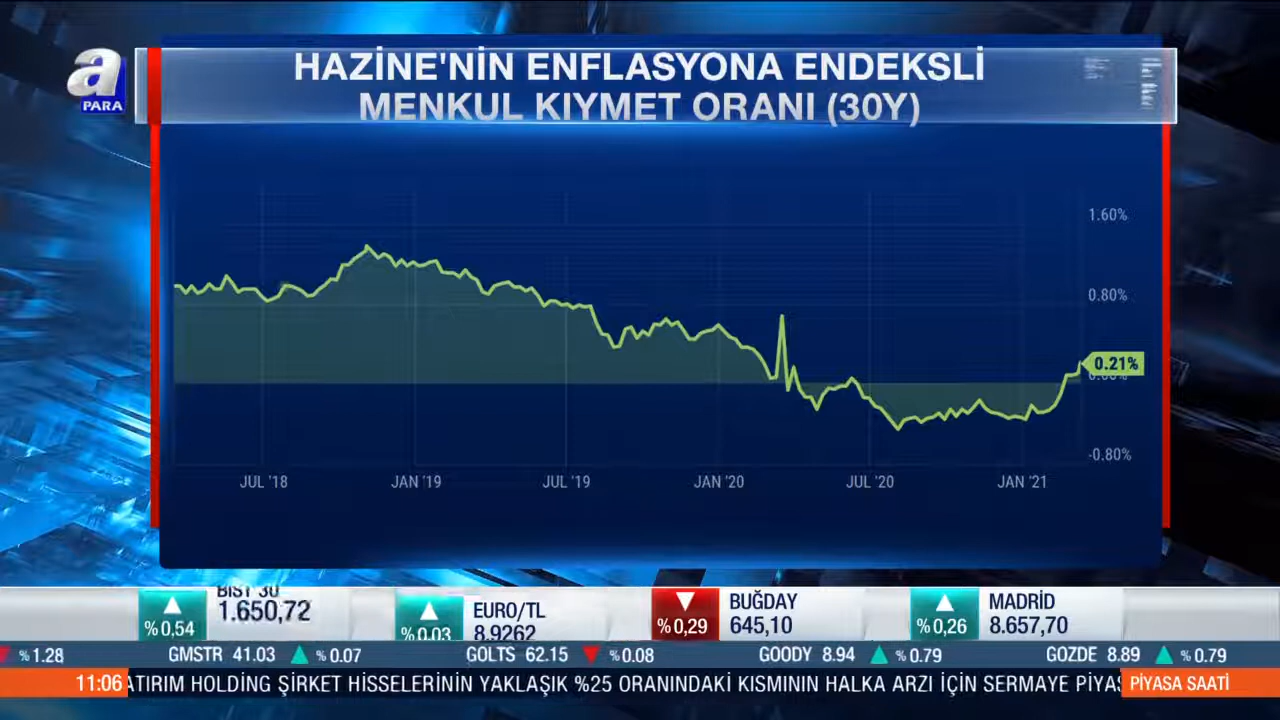 a
PARA
HAZİNE'NİN ENFLASYONA ENDEKSLİ
MENKUL KIYMET ORANI (30Y)
1.60%
0.80%
0.21%
0.00%
-0.80%
JUL '18
JAN '19
JUL '19
JAN '20
JUL '20
JAN '21
%0,54
BIST 30
1.650,72
%0,03
EURO/TL
8,9262
%0,29
BUĞDAY
645,10
%0,26
MADRİD
8.657,70
%1.28 GMSTR 41.03 %0.07 GOLTS 62.15 %0.08 GOODY 8.94 %0.79 GOZDE 8.89 %0.79
11:06 ATIRIM HOLDİNG ŞİRKET HİSSELERİNİN YAKLAŞIK %25 ORANINDAKİ KISMININ HALKA ARZI İÇİN SERMAYE PİYAS PİYASA SAATİ